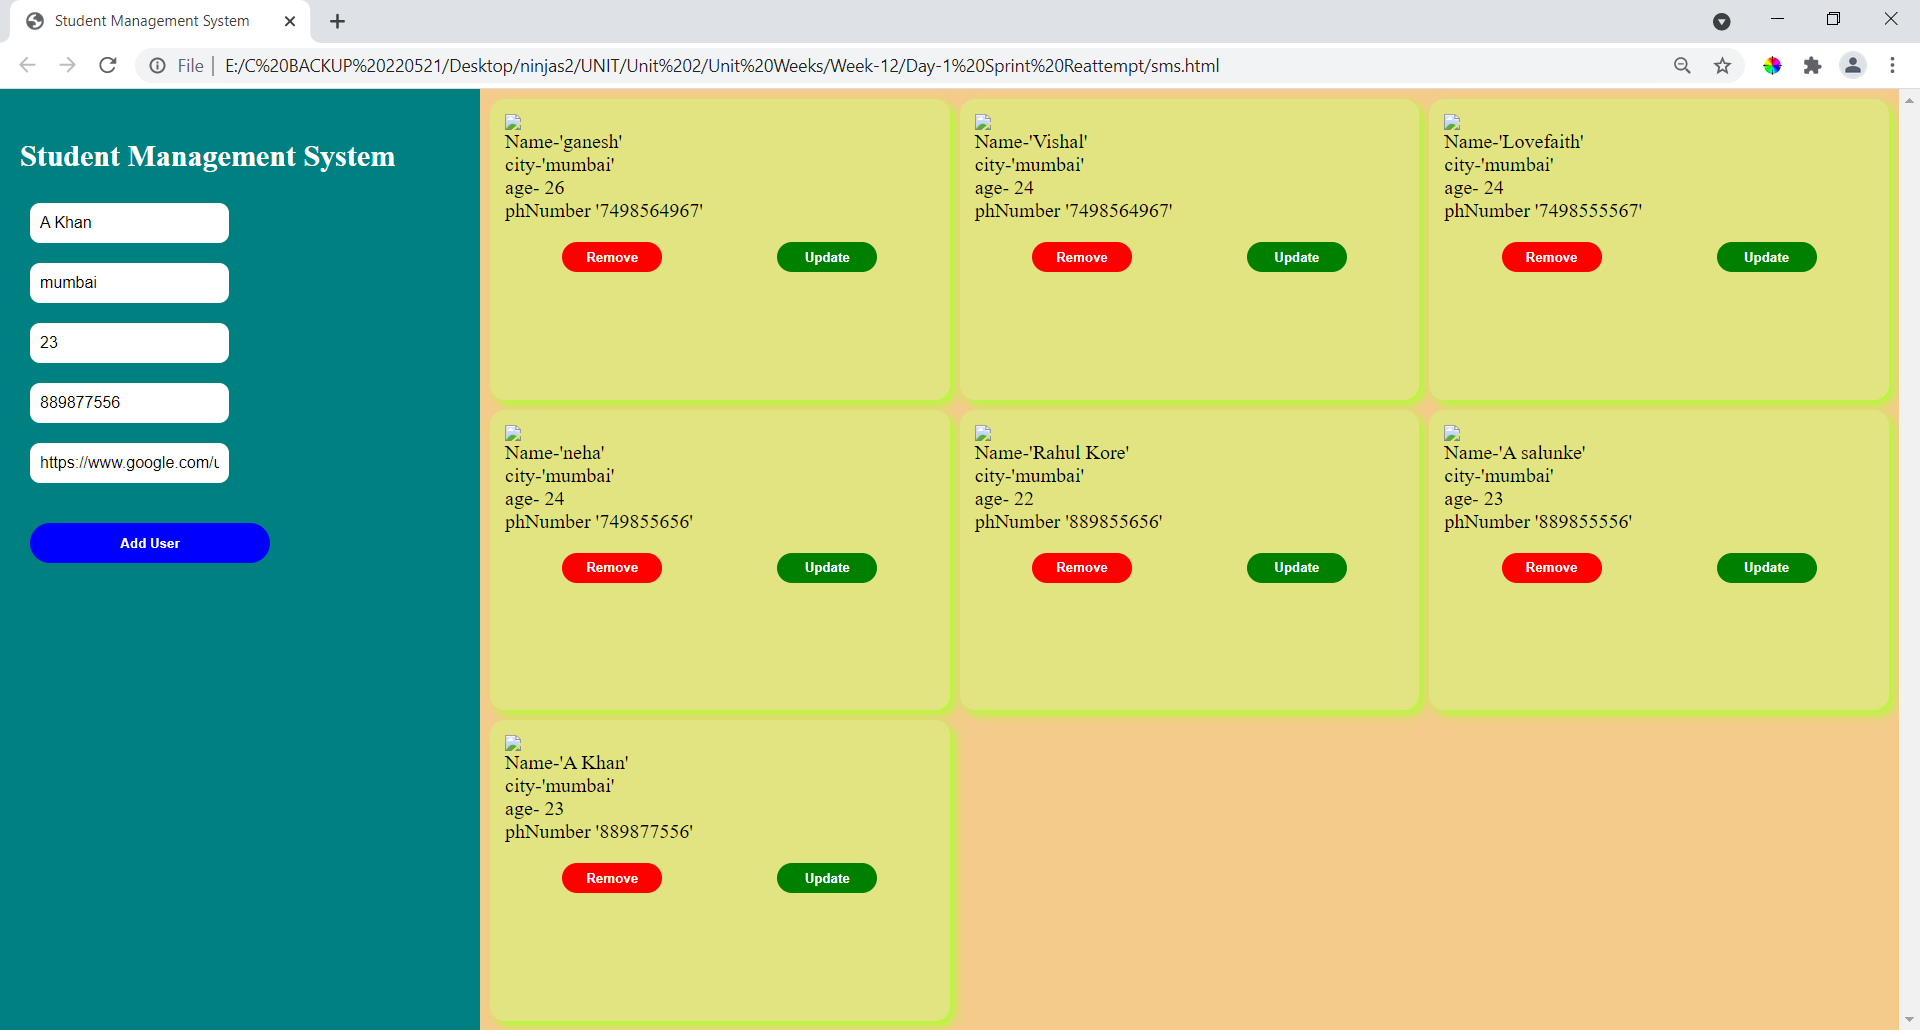 Student Management System
File | E:/C%20BACKUP%20220521/Desktop/ninjas2/UNIT/Unit%202/Unit%20Weeks/Week-12/Day-1%20Sprint%20Reattempt/sms.html
Student Management System
A Khan
mumbai
23
889877556
https://www.google.com/u
Add User
Name-'ganesh'
city-'mumbai'
age- 26
phNumber '7498564967'
Remove Update
Name-'Vishal'
city-'mumbai'
age- 24
phNumber '7498564967'
Remove Update
Name-'Lovefaith'
city-'mumbai'
age- 24
phNumber '7498555567'
Remove Update
Name-'neha'
city-'mumbai'
age- 24
phNumber '749855656'
Remove Update
Name-'Rahul Kore'
city-'mumbai'
age- 22
phNumber '889855656'
Remove Update
Name-'A salunke'
city-'mumbai'
age- 23
phNumber '889855556'
Remove Update
Name-'A Khan'
city-'mumbai'
age- 23
phNumber '889877556'
Remove Update